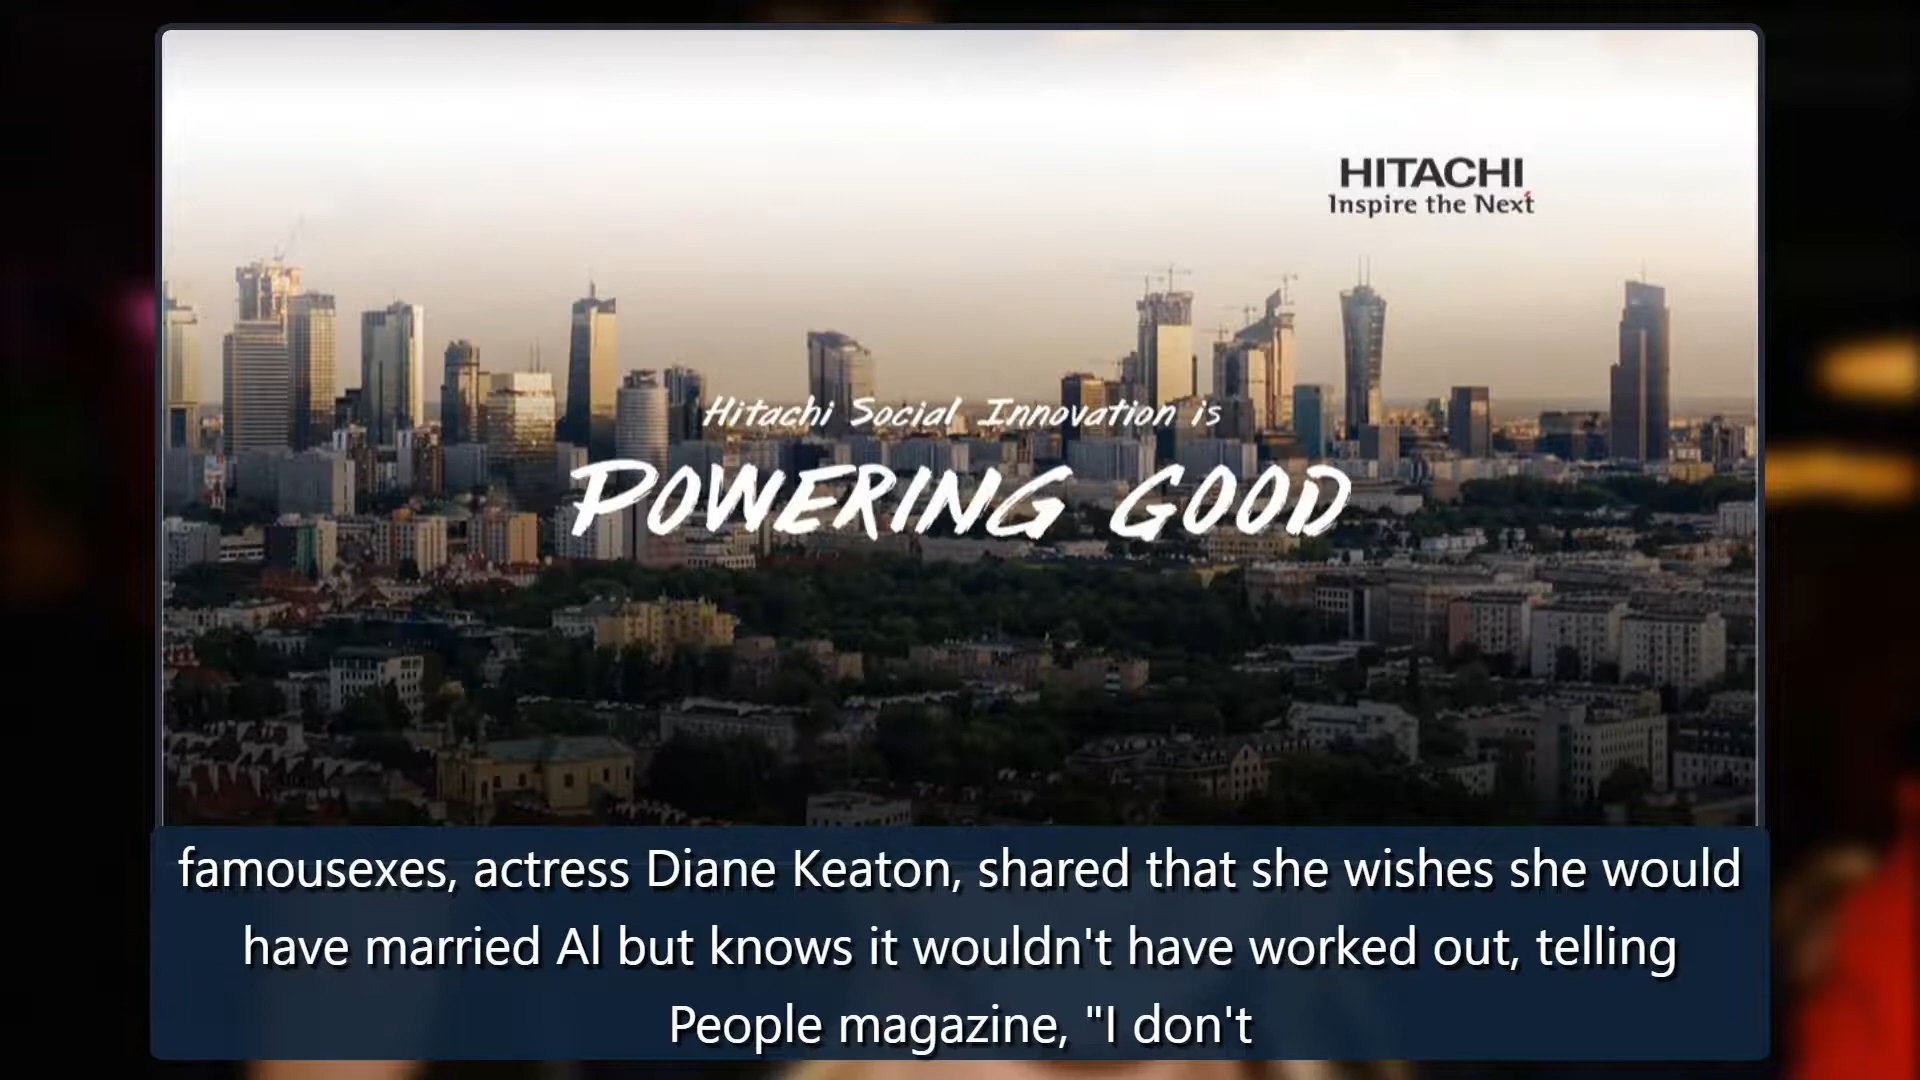 HITACHI
Inspire the Next
Hitachi Social Innovation is
POWERING GOOD
famousexes, actress Diane Keaton, shared that she wishes she would
have married Al but knows it wouldn't have worked out, telling
People magazine, "I don't